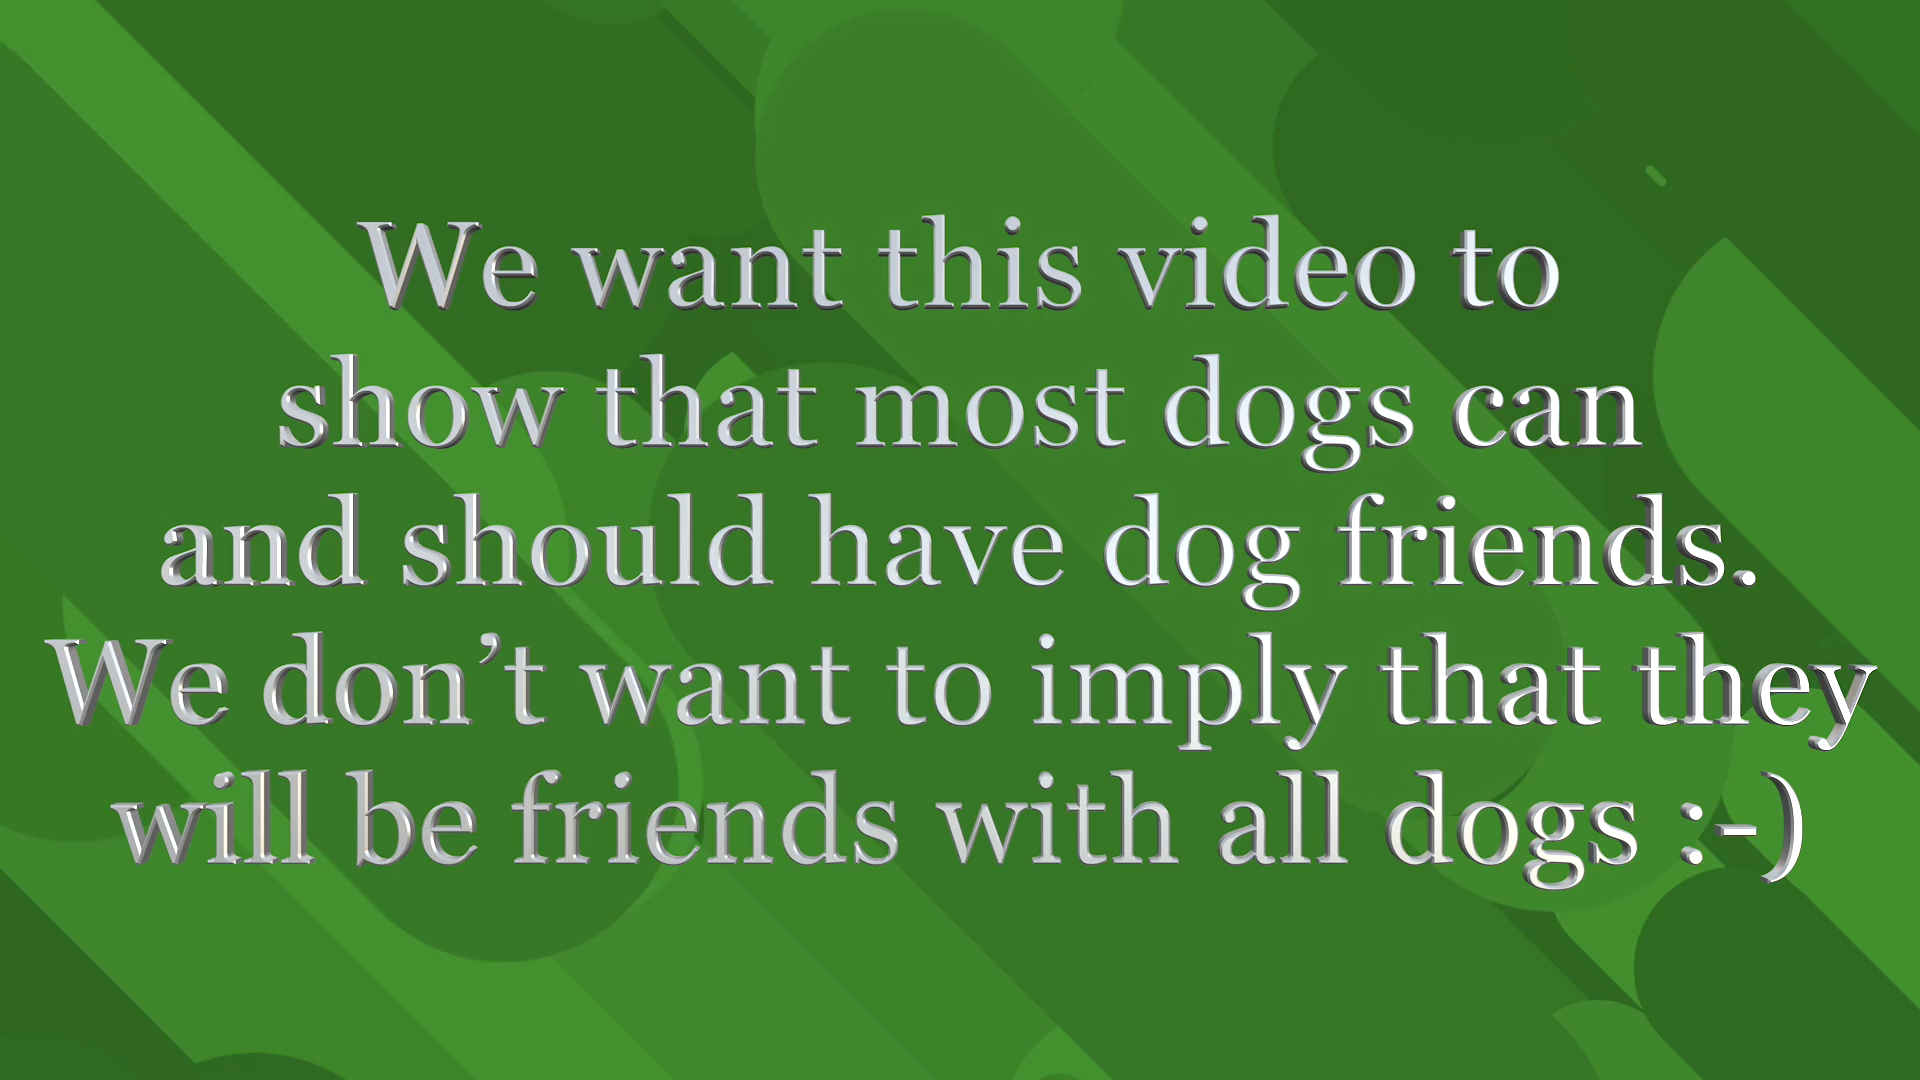 We want this video to
show that most dogs can
and should have dog friends.
We don’t want to imply that they
will be friends with all dogs :-)